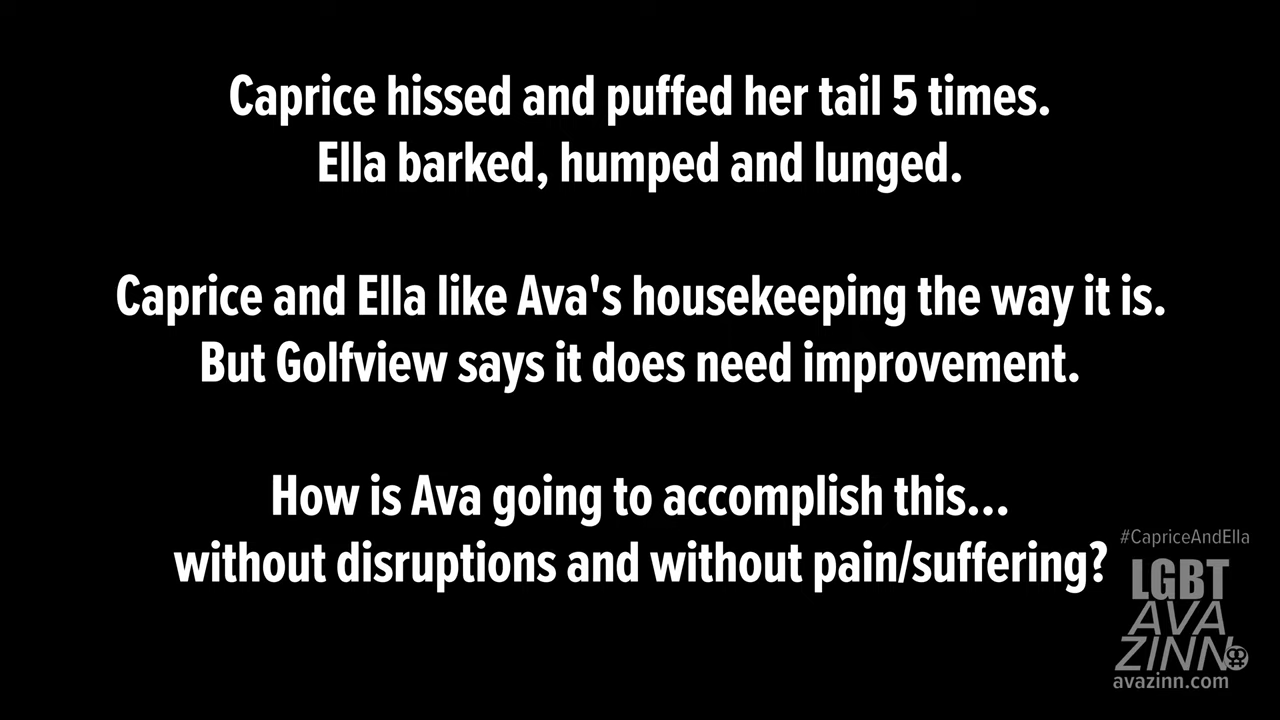 Caprice hissed and puffed her tail 5 times.
Ella barked, humped and lunged.
Caprice and Ella like Ava's housekeeping the way it is.
But Golfview says it does need improvement.
How is Ava going to accomplish this...
without disruptions and without pain/suffering?
#CapriceAndElla
LGBT
AVA
ZINN
avazinn.com